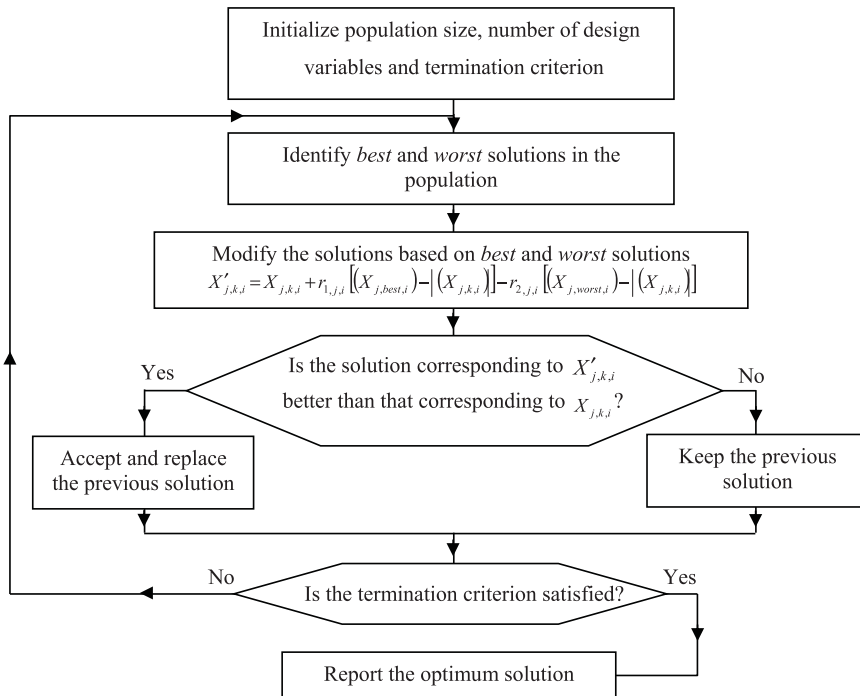 Initialize population size, number of design
variables and termination criterion
Identify best and worst solutions in the
population
Modify the solutions based on best and worst solutions
X′j,k,i = Xj,k,i + r1,j,i [(Xj,best,i) − |(Xj,k,i)|] − r2,j,i [(Xj,worst,i) − |(Xj,k,i)|]
Is the solution corresponding to X′j,k,i
better than that corresponding to Xj,k,i?
Yes
No
Accept and replace
the previous solution
Keep the previous
solution
No
Is the termination criterion satisfied?
Yes
Report the optimum solution